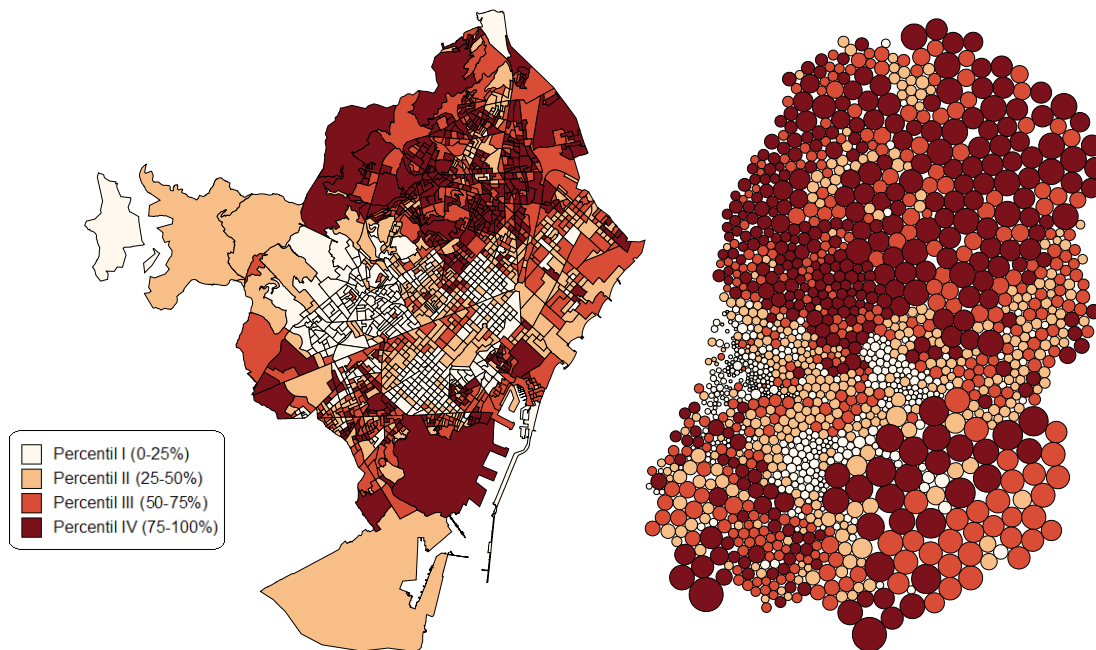 Percentil I (0-25%)
Percentil II (25-50%)
Percentil III (50-75%)
Percentil IV (75-100%)